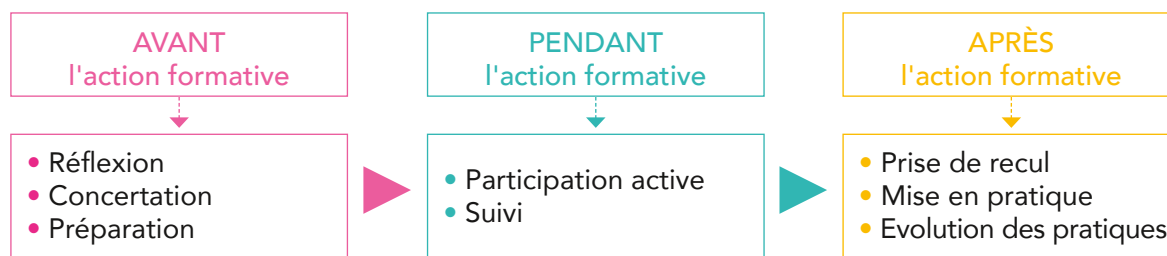 AVANT
l'action formative
• Réflexion
• Concertation
• Préparation
PENDANT
l'action formative
• Participation active
• Suivi
APRÈS
l'action formative
• Prise de recul
• Mise en pratique
• Evolution des pratiques